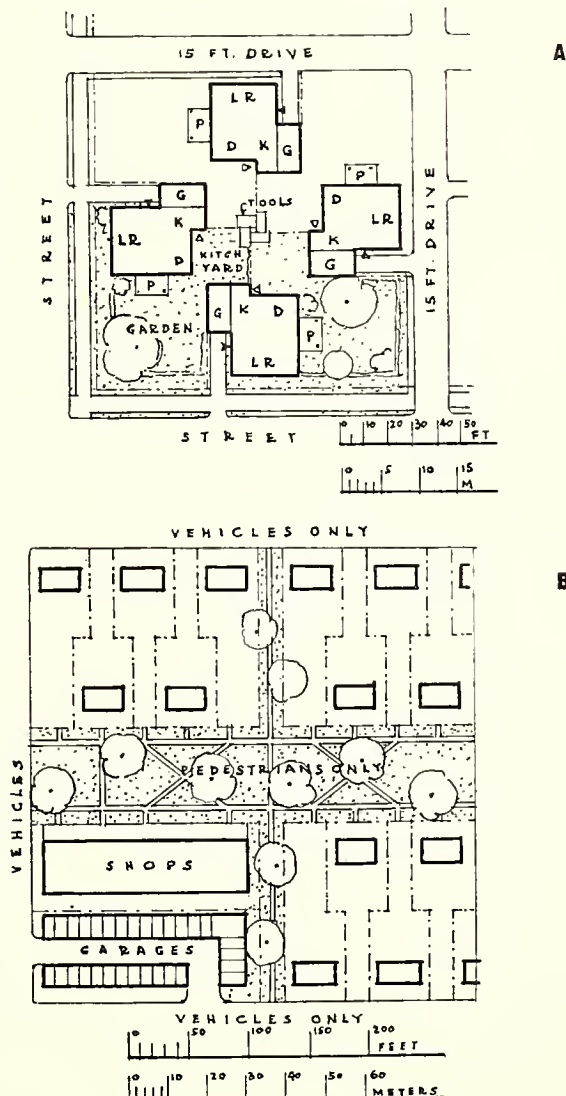 15 FT. DRIVE
A
LR
P
D K G
STREET
G
K
LR
D
P
TOOLS
KITCH
YARD
P
D
LR
K
G
15 FT. DRIVE
GARDEN
G K D
P
LR
STREET
0 10 20 30 40 50
FT
0 5 10 15
M
VEHICLES ONLY
B
VEHICLES
PEDESTRIANS ONLY
SHOPS
GARAGES
VEHICLES ONLY
0 50 100 150 200
FEET
0 10 20 30 40 50 60
METERS